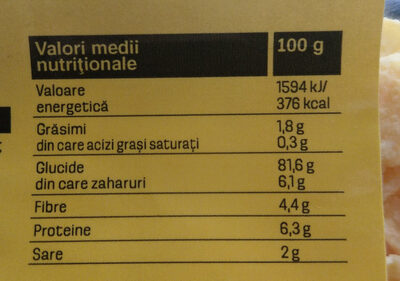 Valori medii 100 g
nutriţionale
Valoare 1594 kJ/
energetică 376 kcal
Grăsimi 1,8 g
din care acizi grași saturați 0,3 g
Glucide 81,6 g
din care zaharuri 6,1 g
Fibre 4,4 g
Proteine 6,3 g
Sare 2 g